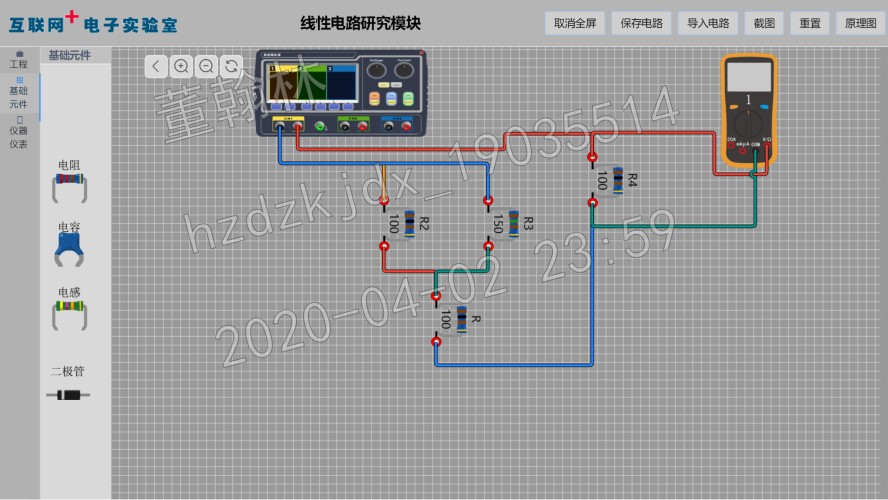 互联网+电子实验室
线性电路研究模块
取消全屏
保存电路
导入电路
截图
重置
原理图
工程
基础
元件
仪器
仪表
基础元件
电阻
电容
电感
二极管
董翰林
hzdzkjdx_19035514
2020-04-02 23:59
1
20A
mAμA
COM
R4
100
R2
100
R3
150
R
100